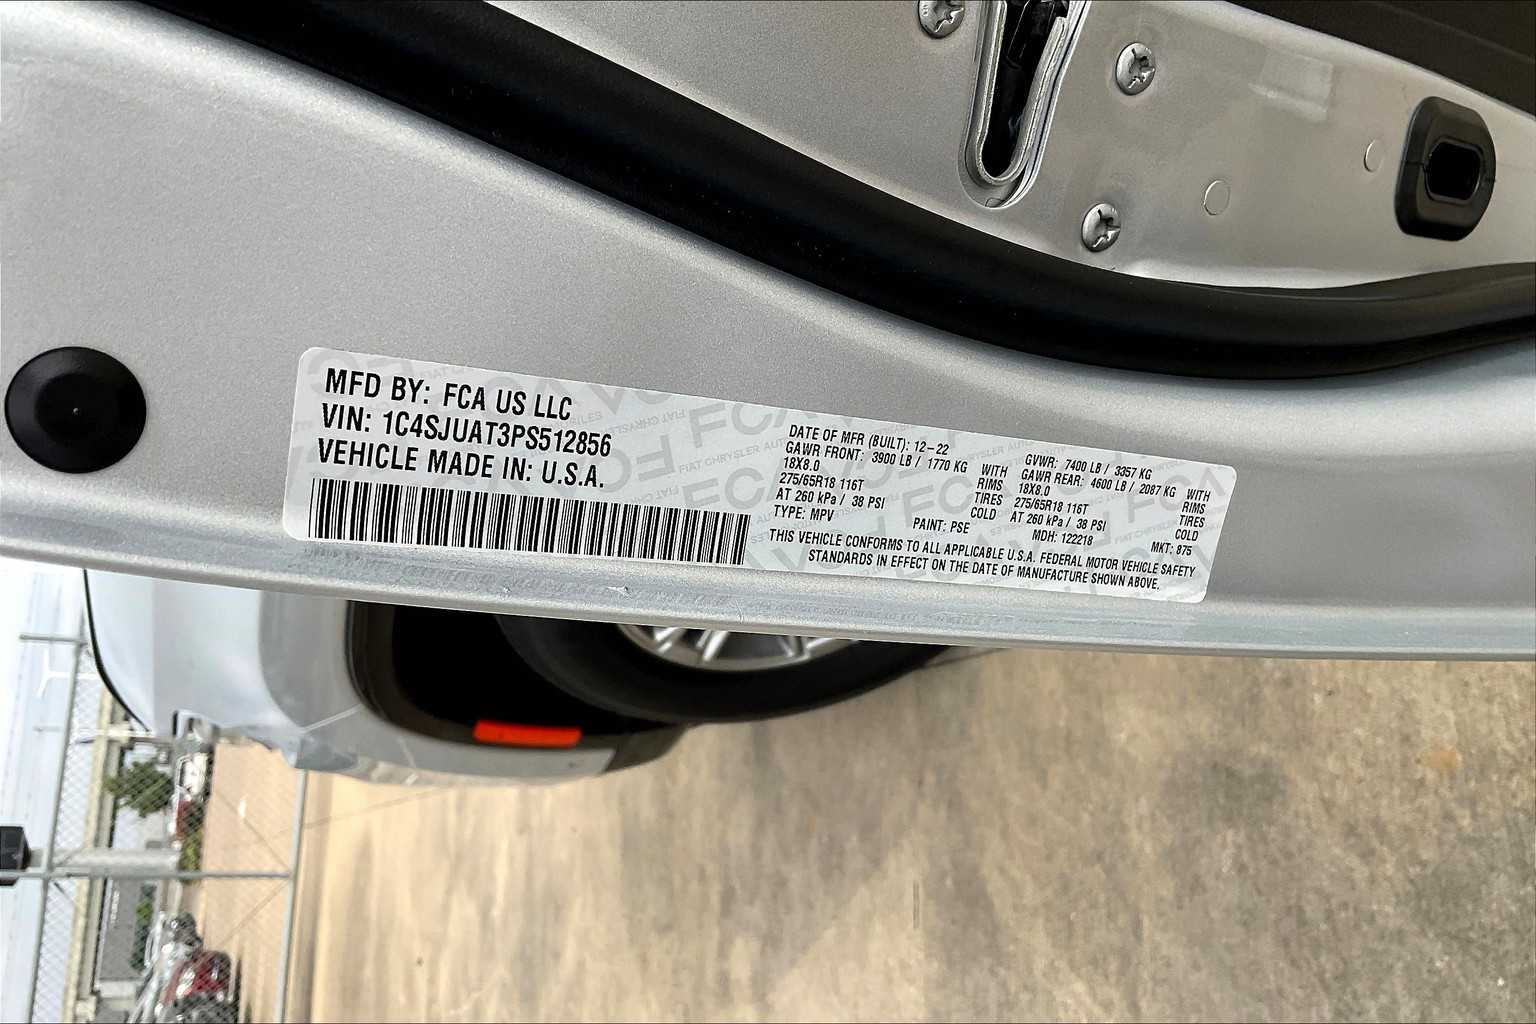 MFD BY: FCA US LLC
VIN: 1C4SJUAT3PS512856
VEHICLE MADE IN: U.S.A.
DATE OF MFR (BUILT): 12-22
GAWR FRONT: 3900 LB / 1770 KG WITH
18X8.0 RIMS
275/65R18 116T TIRES
AT 260 kPa / 38 PSI COLD
TYPE: MPV
PAINT: PSE
GVWR: 7400 LB / 3357 KG
GAWR REAR: 4600 LB / 2087 KG WITH
18X8.0 RIMS
275/65R18 116T TIRES
AT 260 kPa / 38 PSI COLD
MDH: 122218
MKT: 875
THIS VEHICLE CONFORMS TO ALL APPLICABLE U.S.A. FEDERAL MOTOR VEHICLE SAFETY
STANDARDS IN EFFECT ON THE DATE OF MANUFACTURE SHOWN ABOVE.